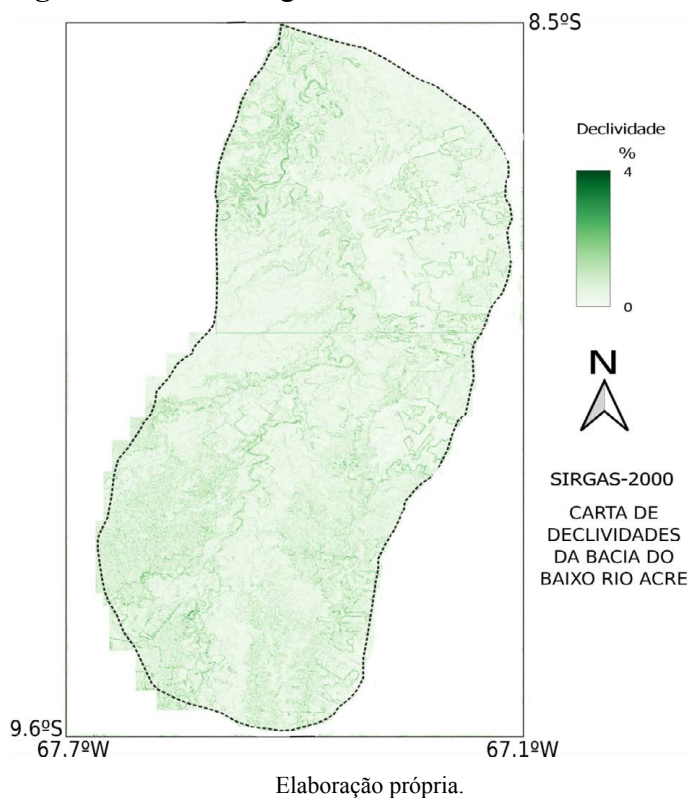 8.5ºS
Declividade
%
4
0
N
SIRGAS-2000
CARTA DE
DECLIVIDADES
DA BACIA DO
BAIXO RIO ACRE
9.6ºS
67.7ºW
67.1ºW
Elaboração própria.